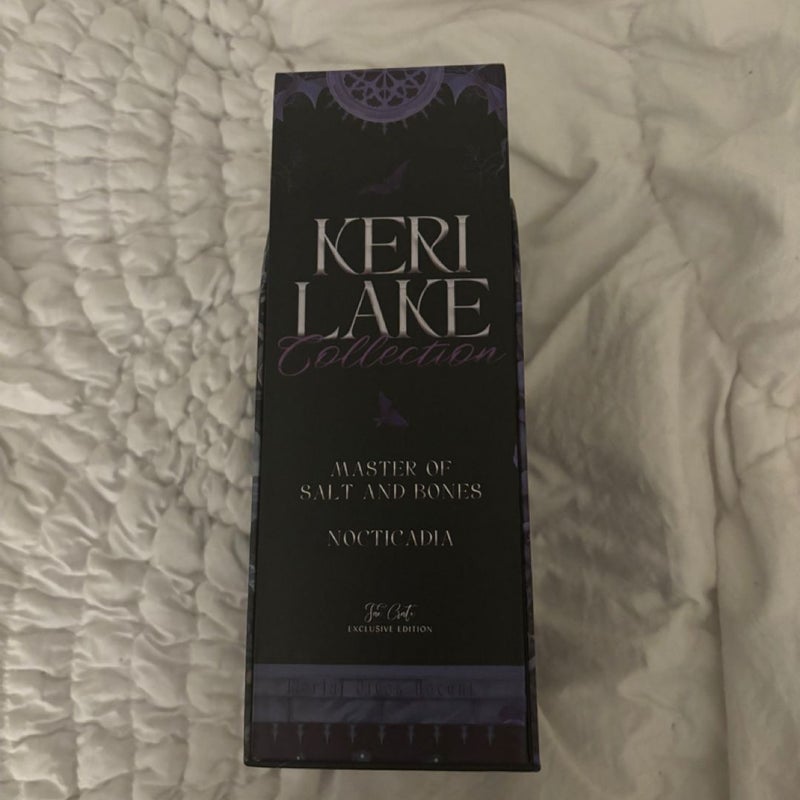 KERI
LAKE
Collection
MASTER OF
SALT AND BONES
NOCTICADIA
EXCLUSIVE EDITION